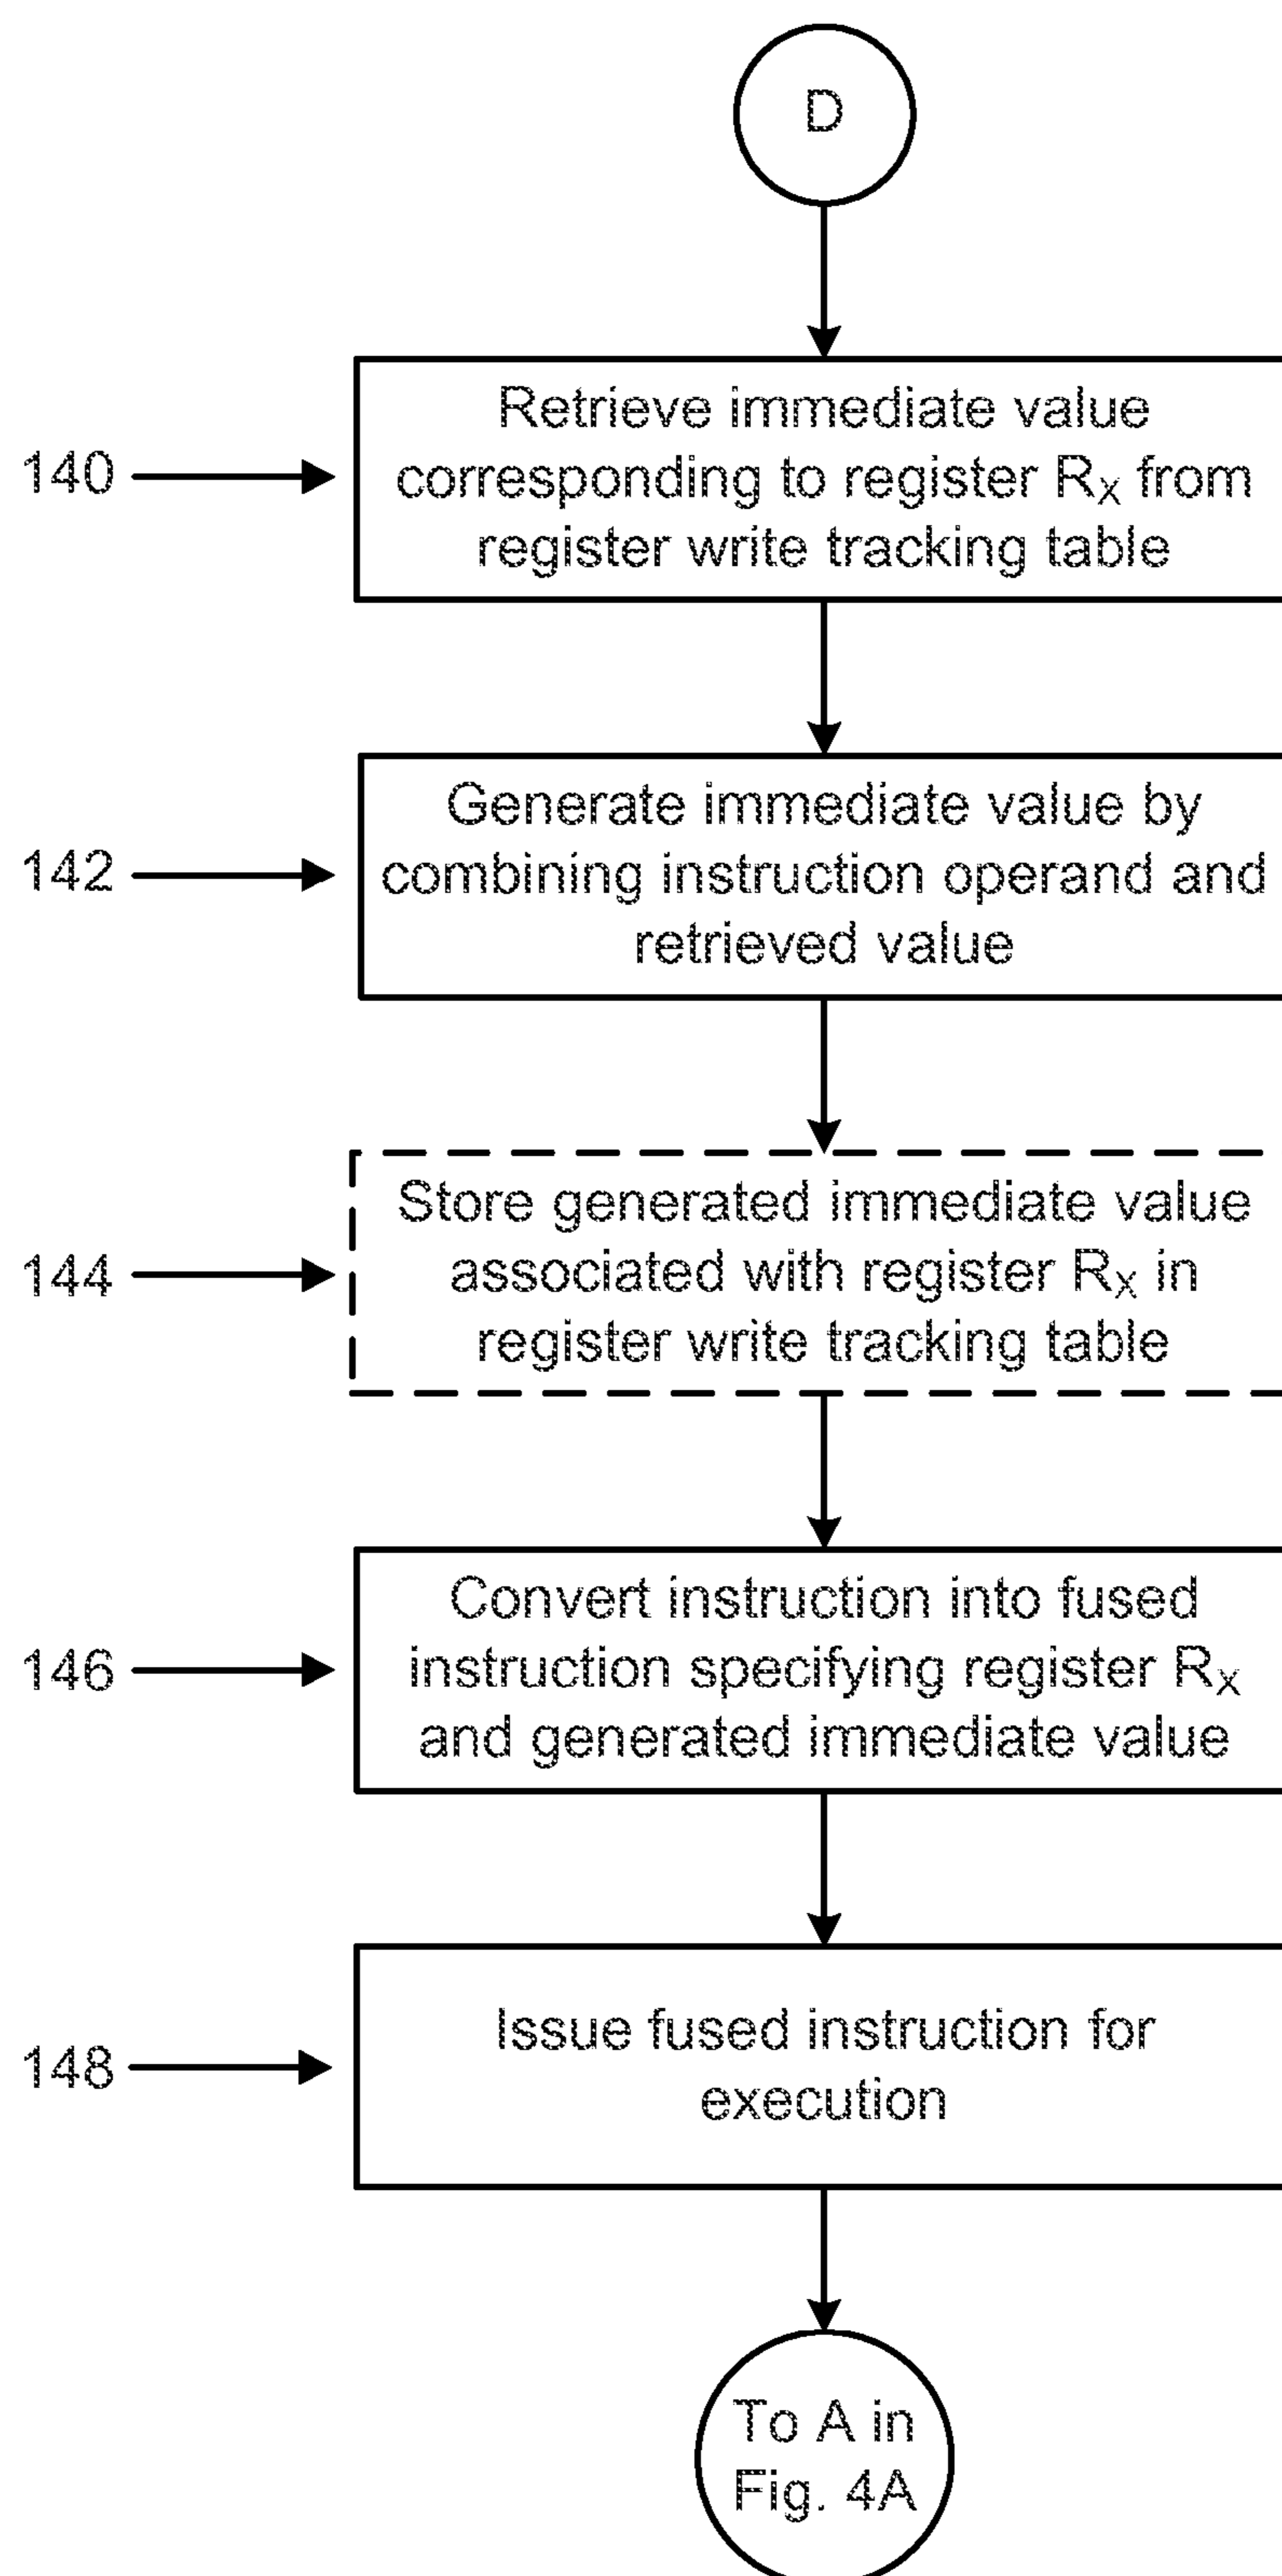 D
140
Retrieve immediate value
corresponding to register RX from
register write tracking table
142
Generate immediate value by
combining instruction operand and
retrieved value
144
Store generated immediate value
associated with register RX in
register write tracking table
146
Convert instruction into fused
instruction specifying register RX
and generated immediate value
148
Issue fused instruction for
execution
To A in
Fig. 4A